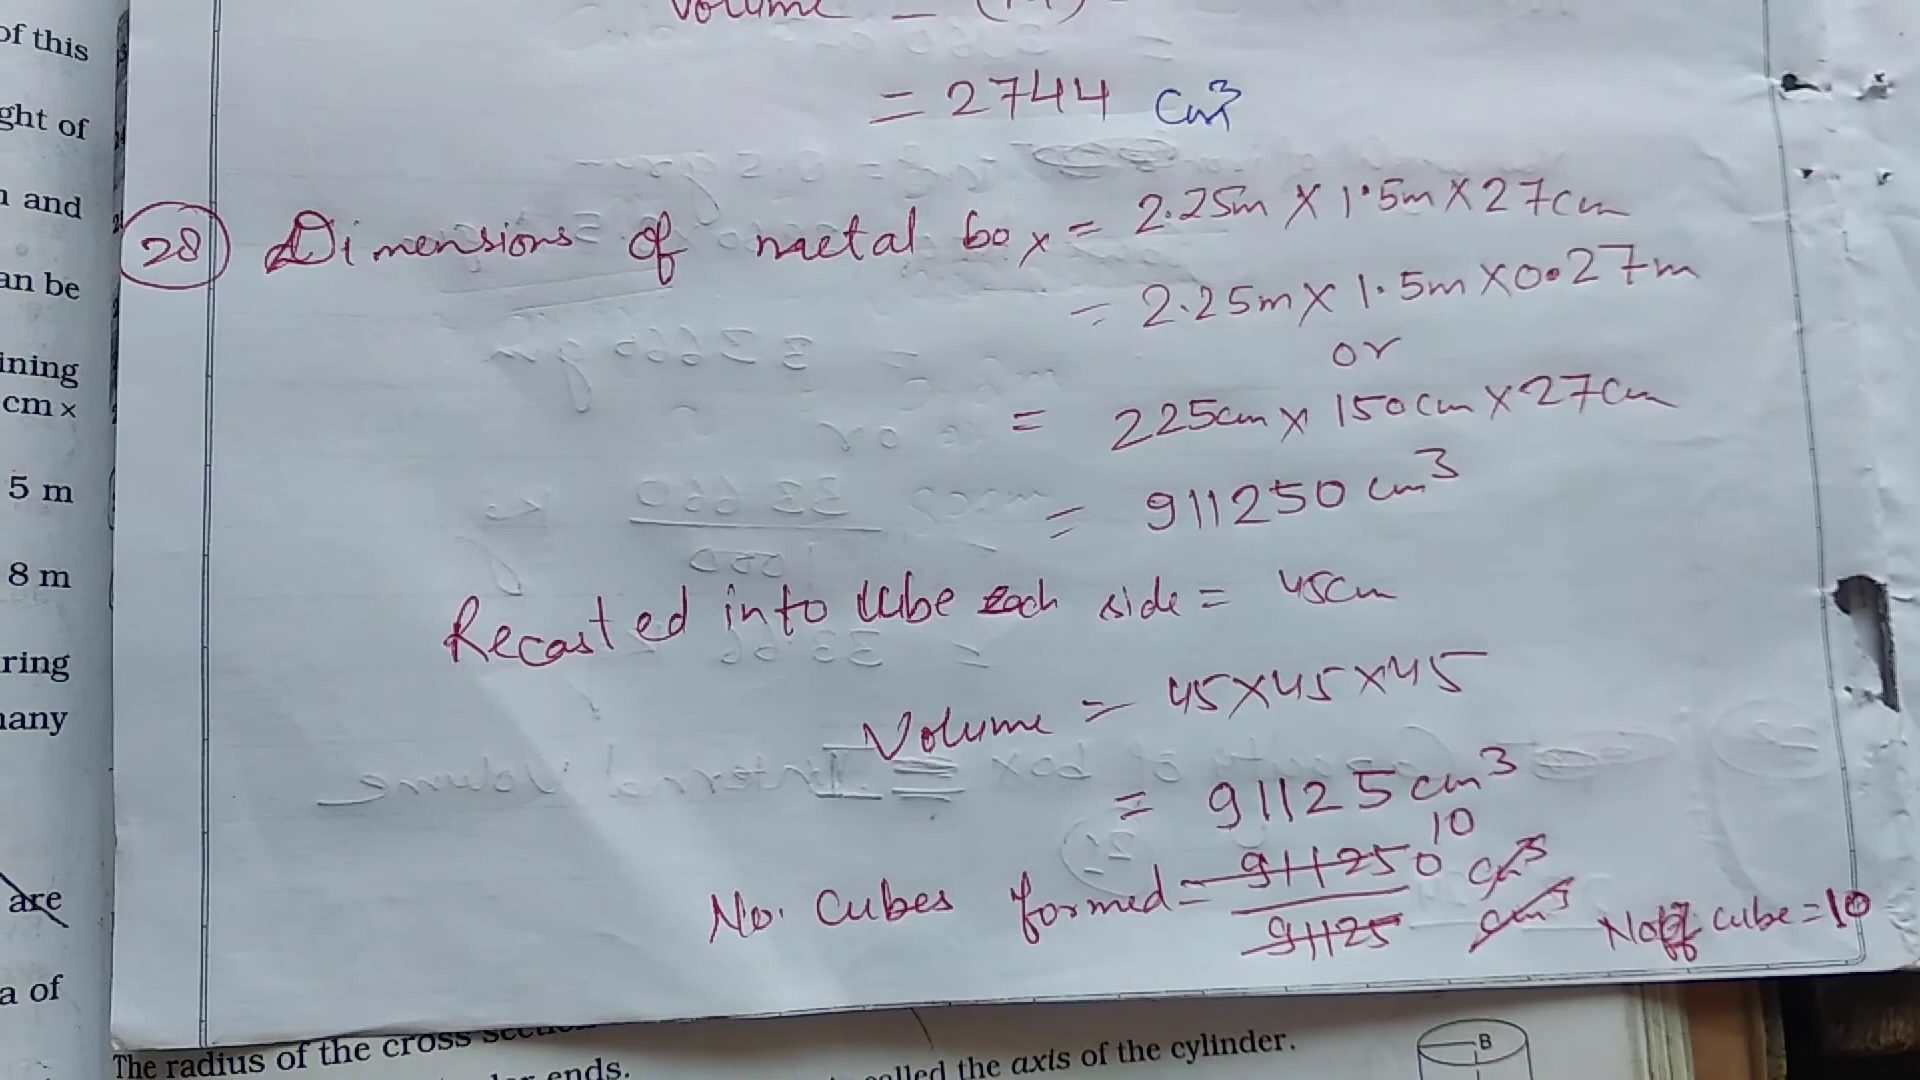 of this
ght of
and
an be
ining
cm ×
5 m
8 m
ring
any
are
a of
Volume =
= 2744 cm³
28 Dimensions of metal box = 2.25m × 1.5m × 27cm
= 2.25m × 1.5m × 0.27m
or
= 225cm × 150cm × 27cm
= 911250 cm³
Recasted into cube each side = 45cm
Volume = 45×45×45
= 91125 cm³
10
No. Cubes formed = 911250 cm³
91125 cm³ No of cube = 10
The radius of the cross
ends.
called the axis of the cylinder.
B